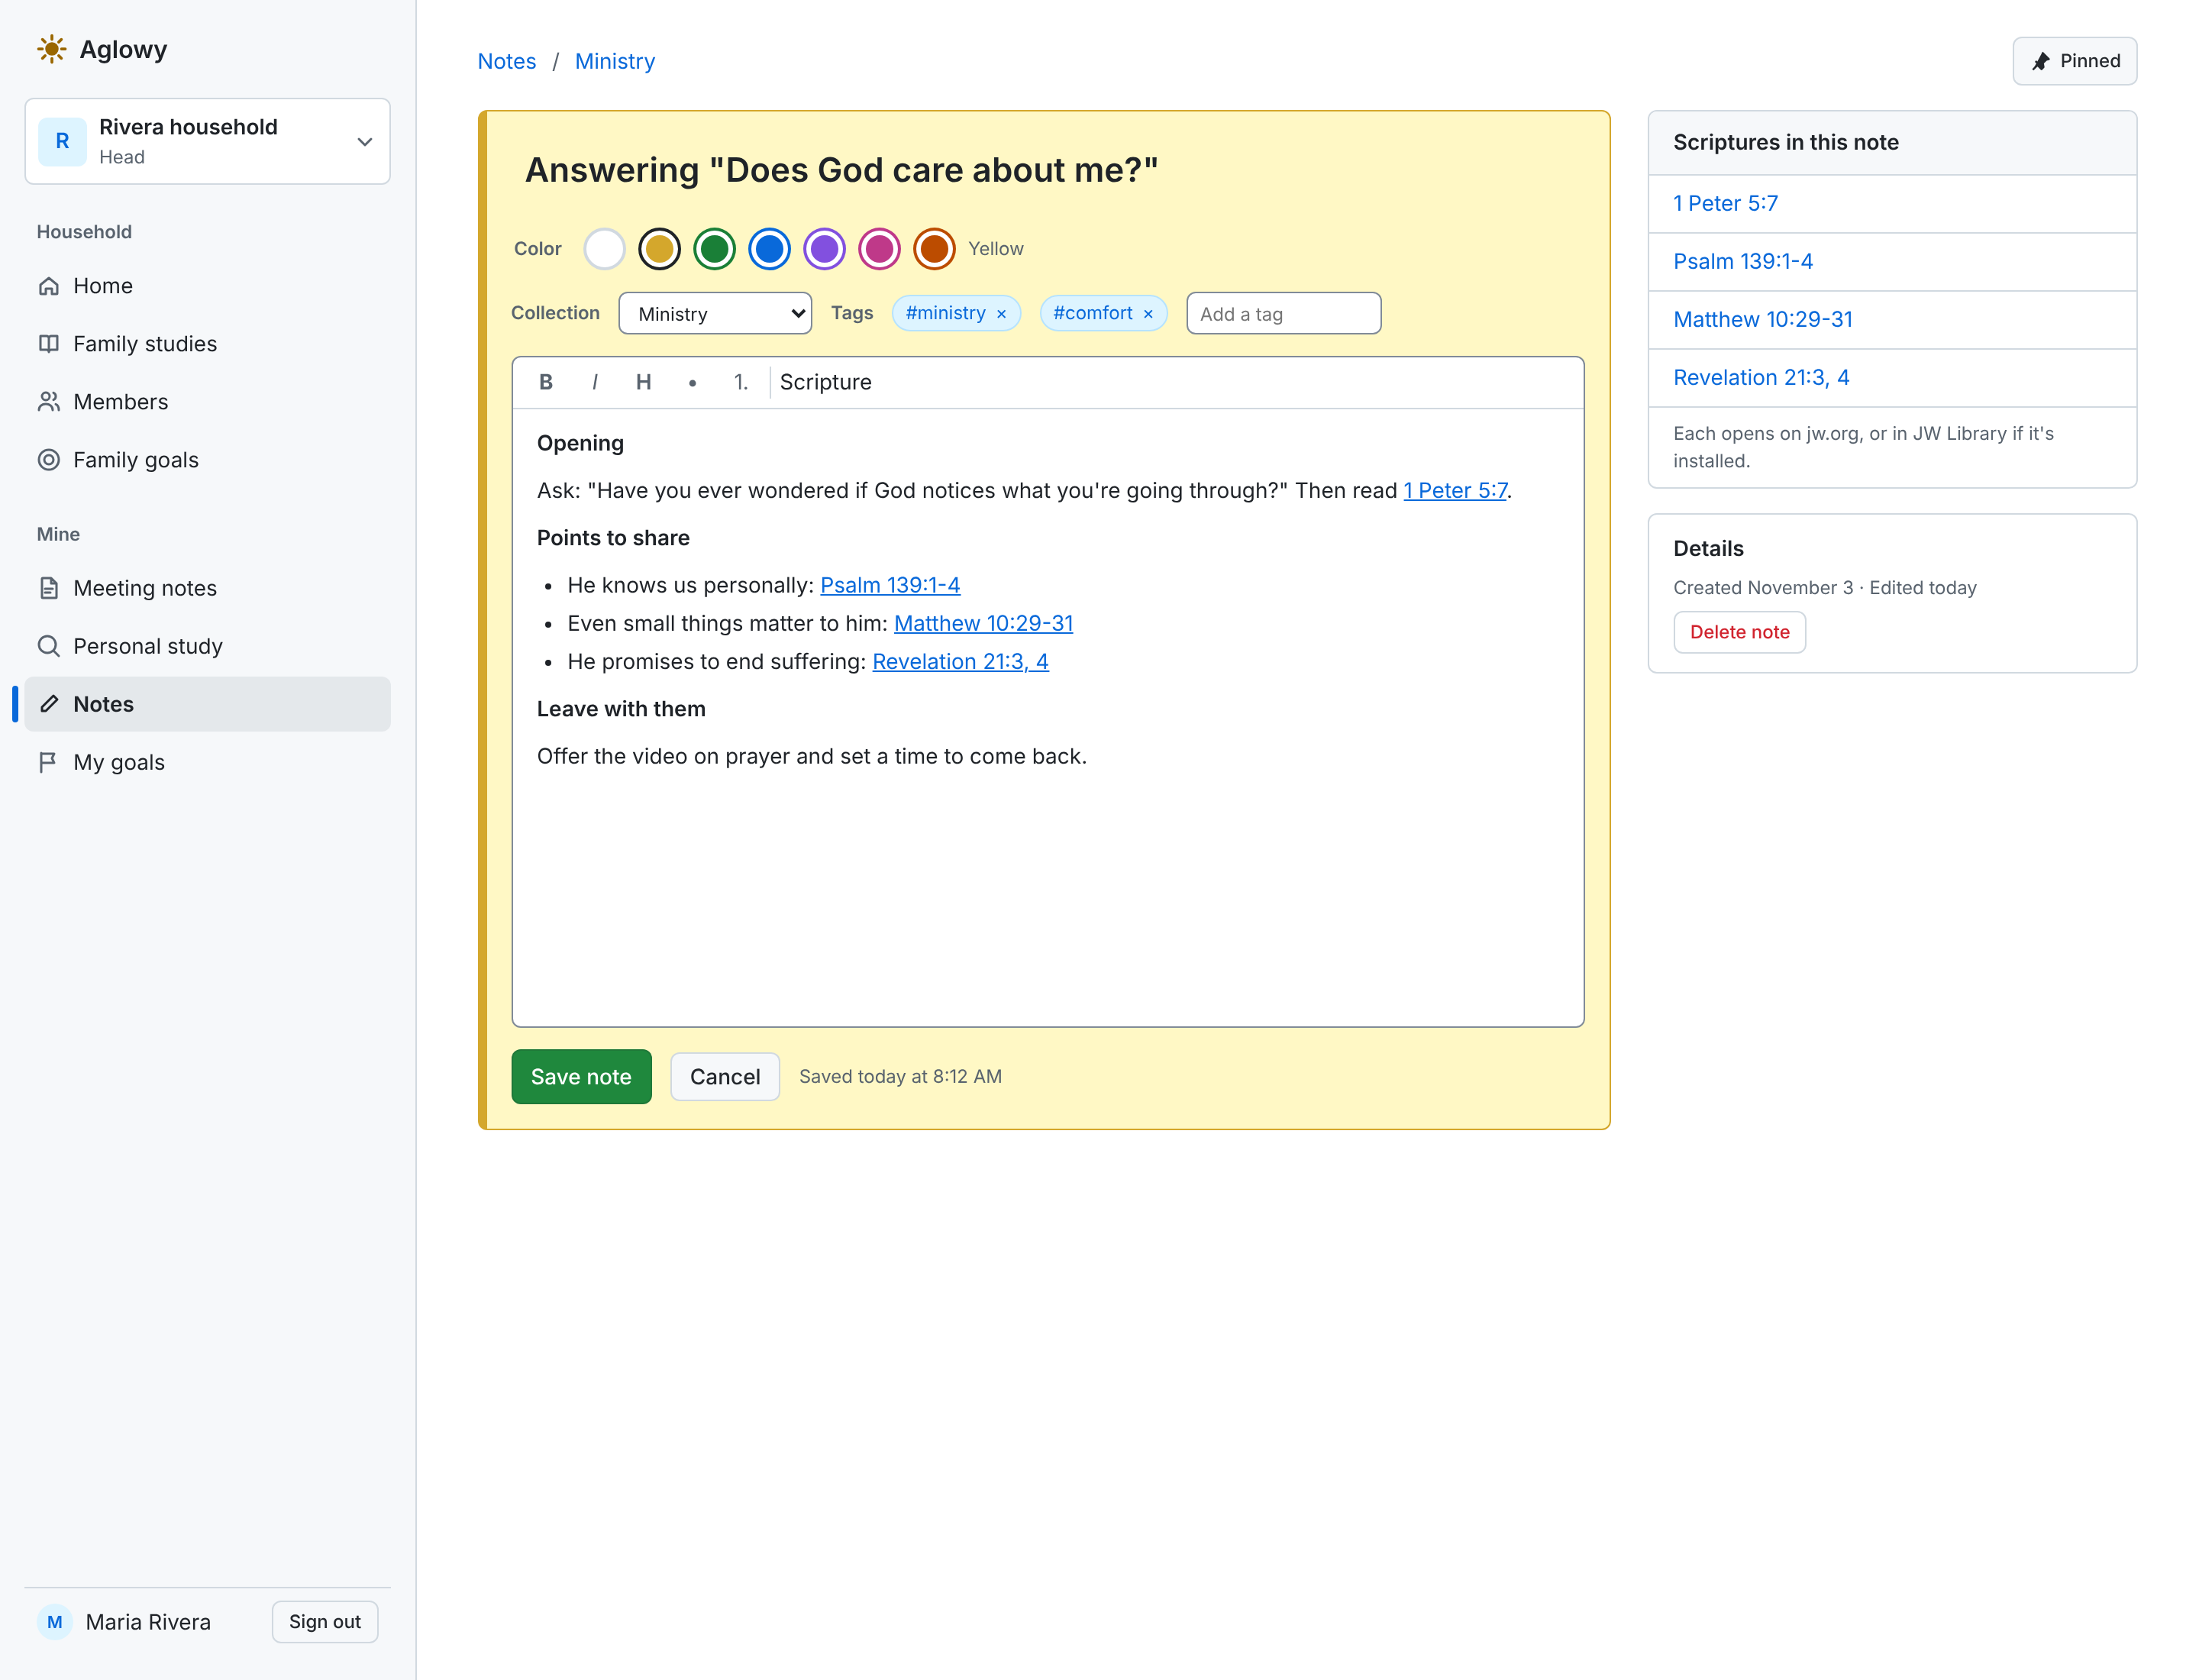 Aglowy
R
Rivera household
Head
Household
Home
Family studies
Members
Family goals
Mine
Meeting notes
Personal study
Notes
My goals
M
Maria Rivera
Sign out
Notes / Ministry
Pinned
Answering "Does God care about me?"
Color
Yellow
Collection
Ministry
Tags
#ministry ×
#comfort ×
Add a tag
B I H • 1. Scripture
Opening
Ask: "Have you ever wondered if God notices what you're going through?" Then read 1 Peter 5:7.
Points to share
• He knows us personally: Psalm 139:1-4
• Even small things matter to him: Matthew 10:29-31
• He promises to end suffering: Revelation 21:3, 4
Leave with them
Offer the video on prayer and set a time to come back.
Save note
Cancel
Saved today at 8:12 AM
Scriptures in this note
1 Peter 5:7
Psalm 139:1-4
Matthew 10:29-31
Revelation 21:3, 4
Each opens on jw.org, or in JW Library if it's
installed.
Details
Created November 3 · Edited today
Delete note